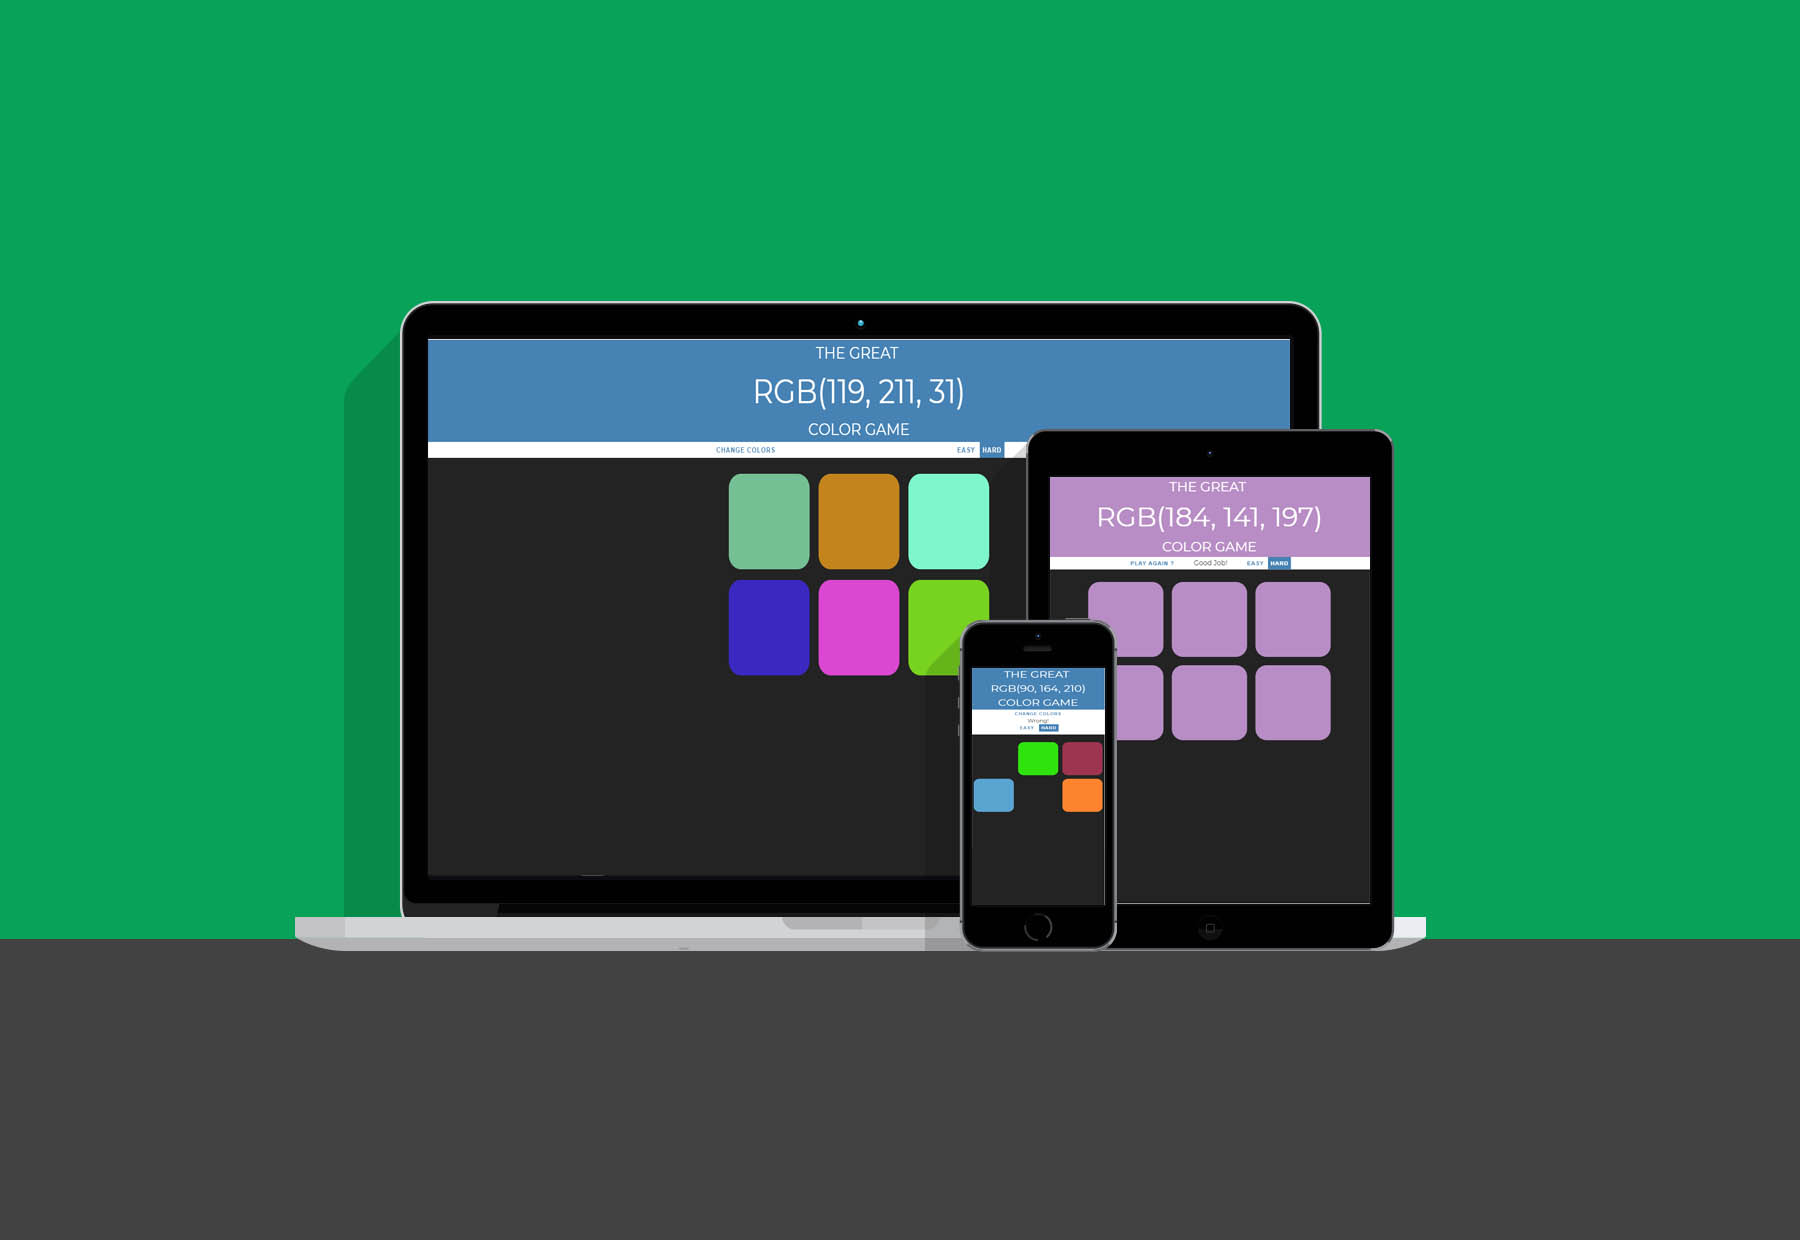 THE GREAT
RGB(119, 211, 31)
COLOR GAME
CHANGE COLORS EASY HARD
THE GREAT
RGB(184, 141, 197)
COLOR GAME
PLAY AGAIN ? Good Job! EASY HARD
THE GREAT
RGB(90, 164, 210)
COLOR GAME
CHANGE COLORS
Wrong!
EASY HARD